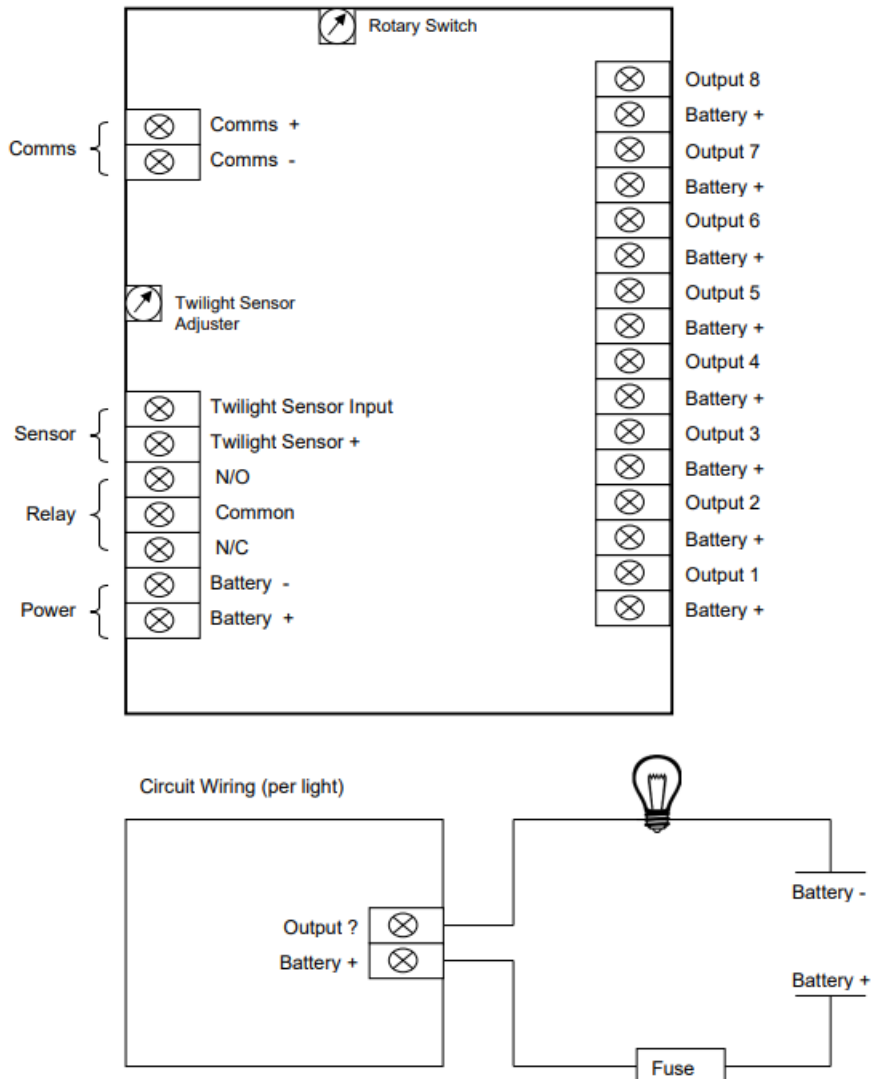 Rotary Switch
Comms
Comms +
Comms -
Twilight Sensor
Adjuster
Sensor
Twilight Sensor Input
Twilight Sensor +
Relay
N/O
Common
N/C
Power
Battery -
Battery +
Output 8
Battery +
Output 7
Battery +
Output 6
Battery +
Output 5
Battery +
Output 4
Battery +
Output 3
Battery +
Output 2
Battery +
Output 1
Battery +
Circuit Wiring (per light)
Output ?
Battery +
Battery -
Battery +
Fuse